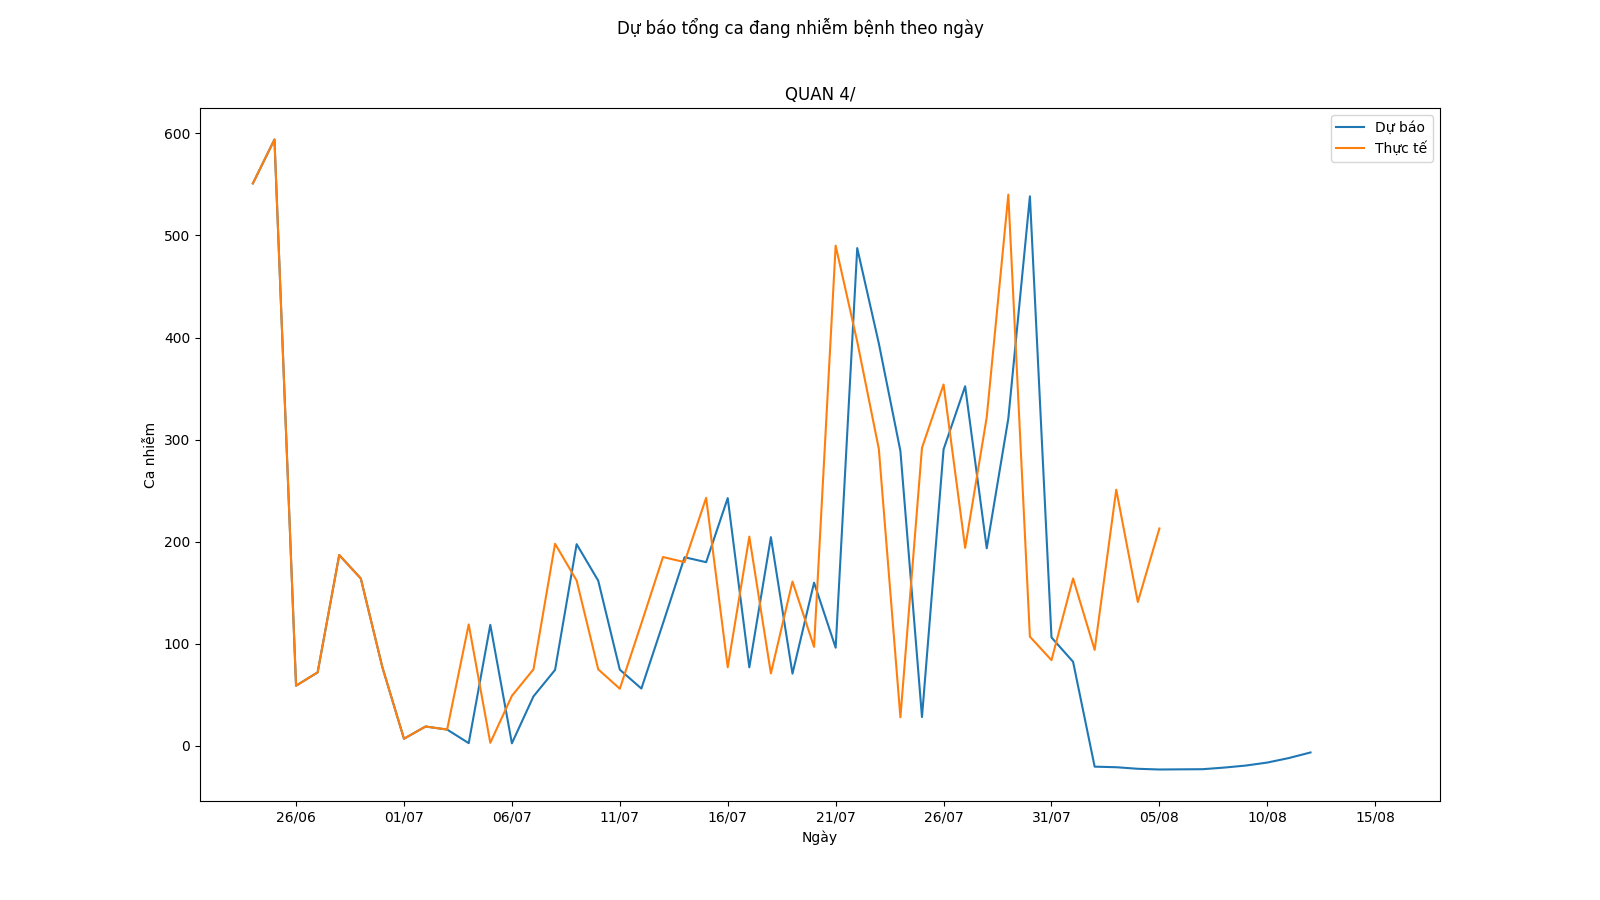 Dự báo tổng ca đang nhiễm bệnh theo ngày
QUAN 4/
Dự báo
Thực tế
600
500
400
300
200
100
0
Ca nhiễm
26/06 01/07 06/07 11/07 16/07 21/07 26/07 31/07 05/08 10/08 15/08
Ngày